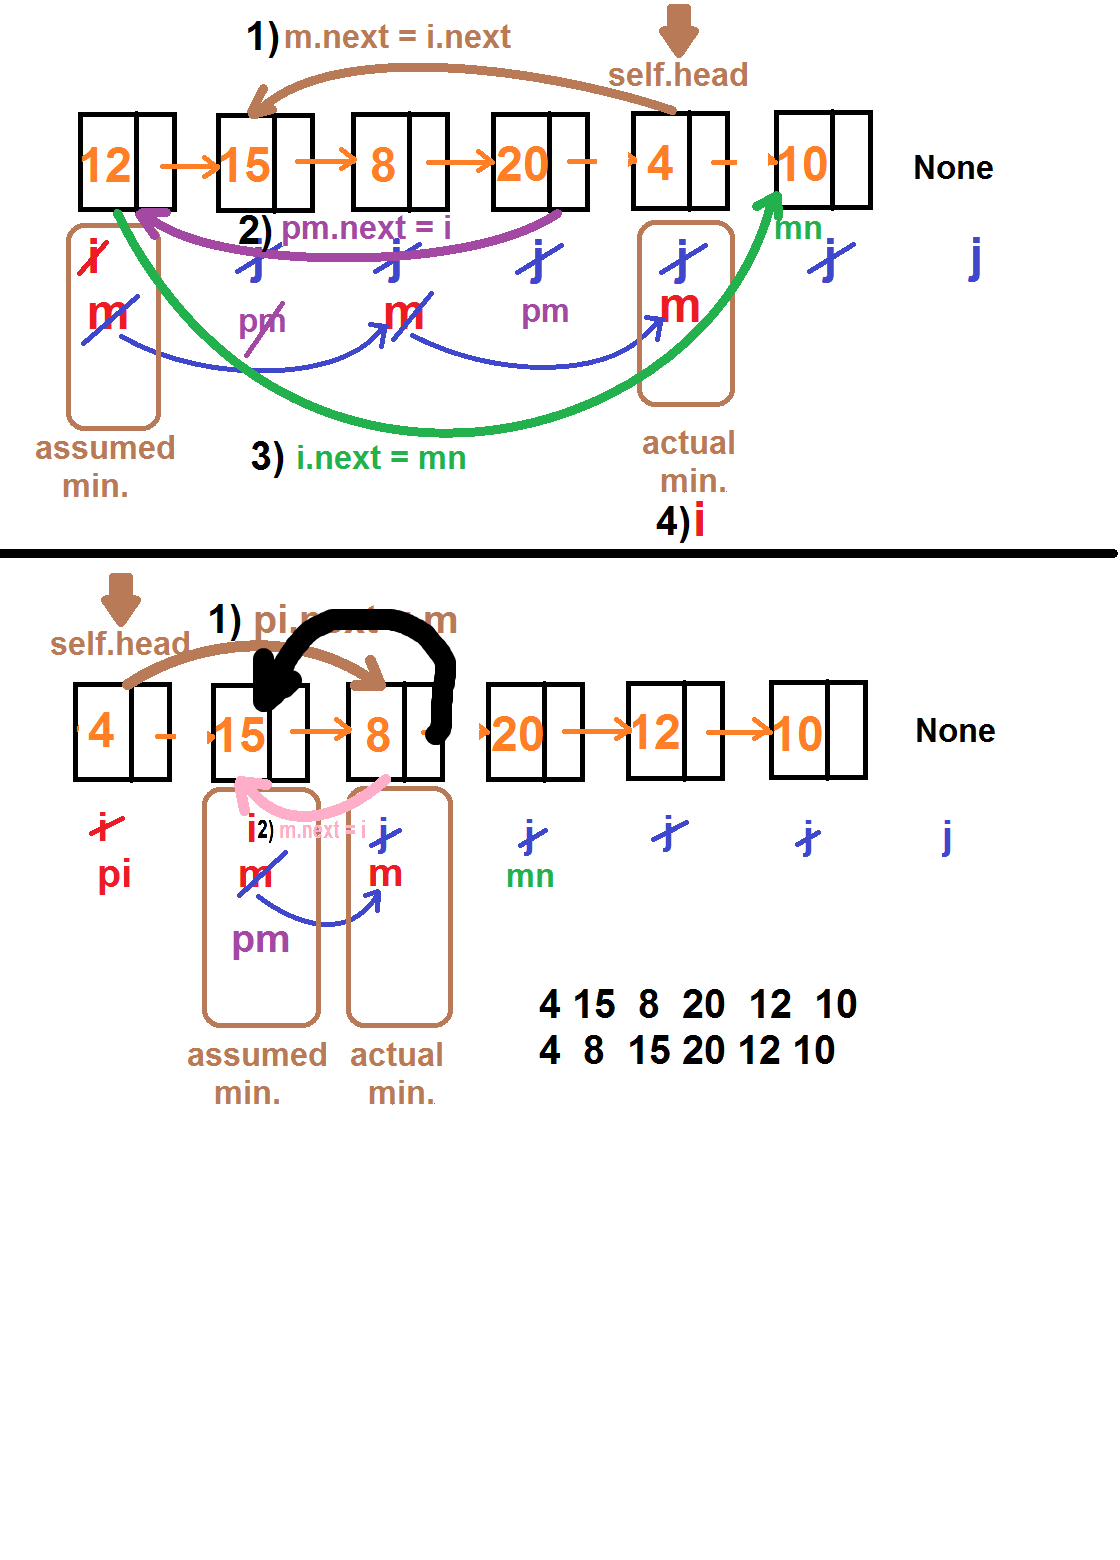 1) m.next = i.next
self.head
12 15 8 20 4 10 None
2) pm.next = i
mn
i j j j j j j
m pm m pm m
3) i.next = mn
assumed
min.
actual
min.
4) i
1) pi.next = m
self.head
4 15 8 20 12 10 None
i i 2) m.next = i j j j j j
pi m m mn
pm
4 15 8 20 12 10
4 8 15 20 12 10
assumed
min.
actual
min.